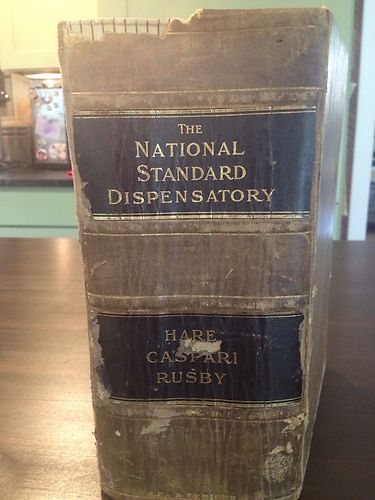 THE
NATIONAL
STANDARD
DISPENSATORY
HARE
CASPARI
RUSBY